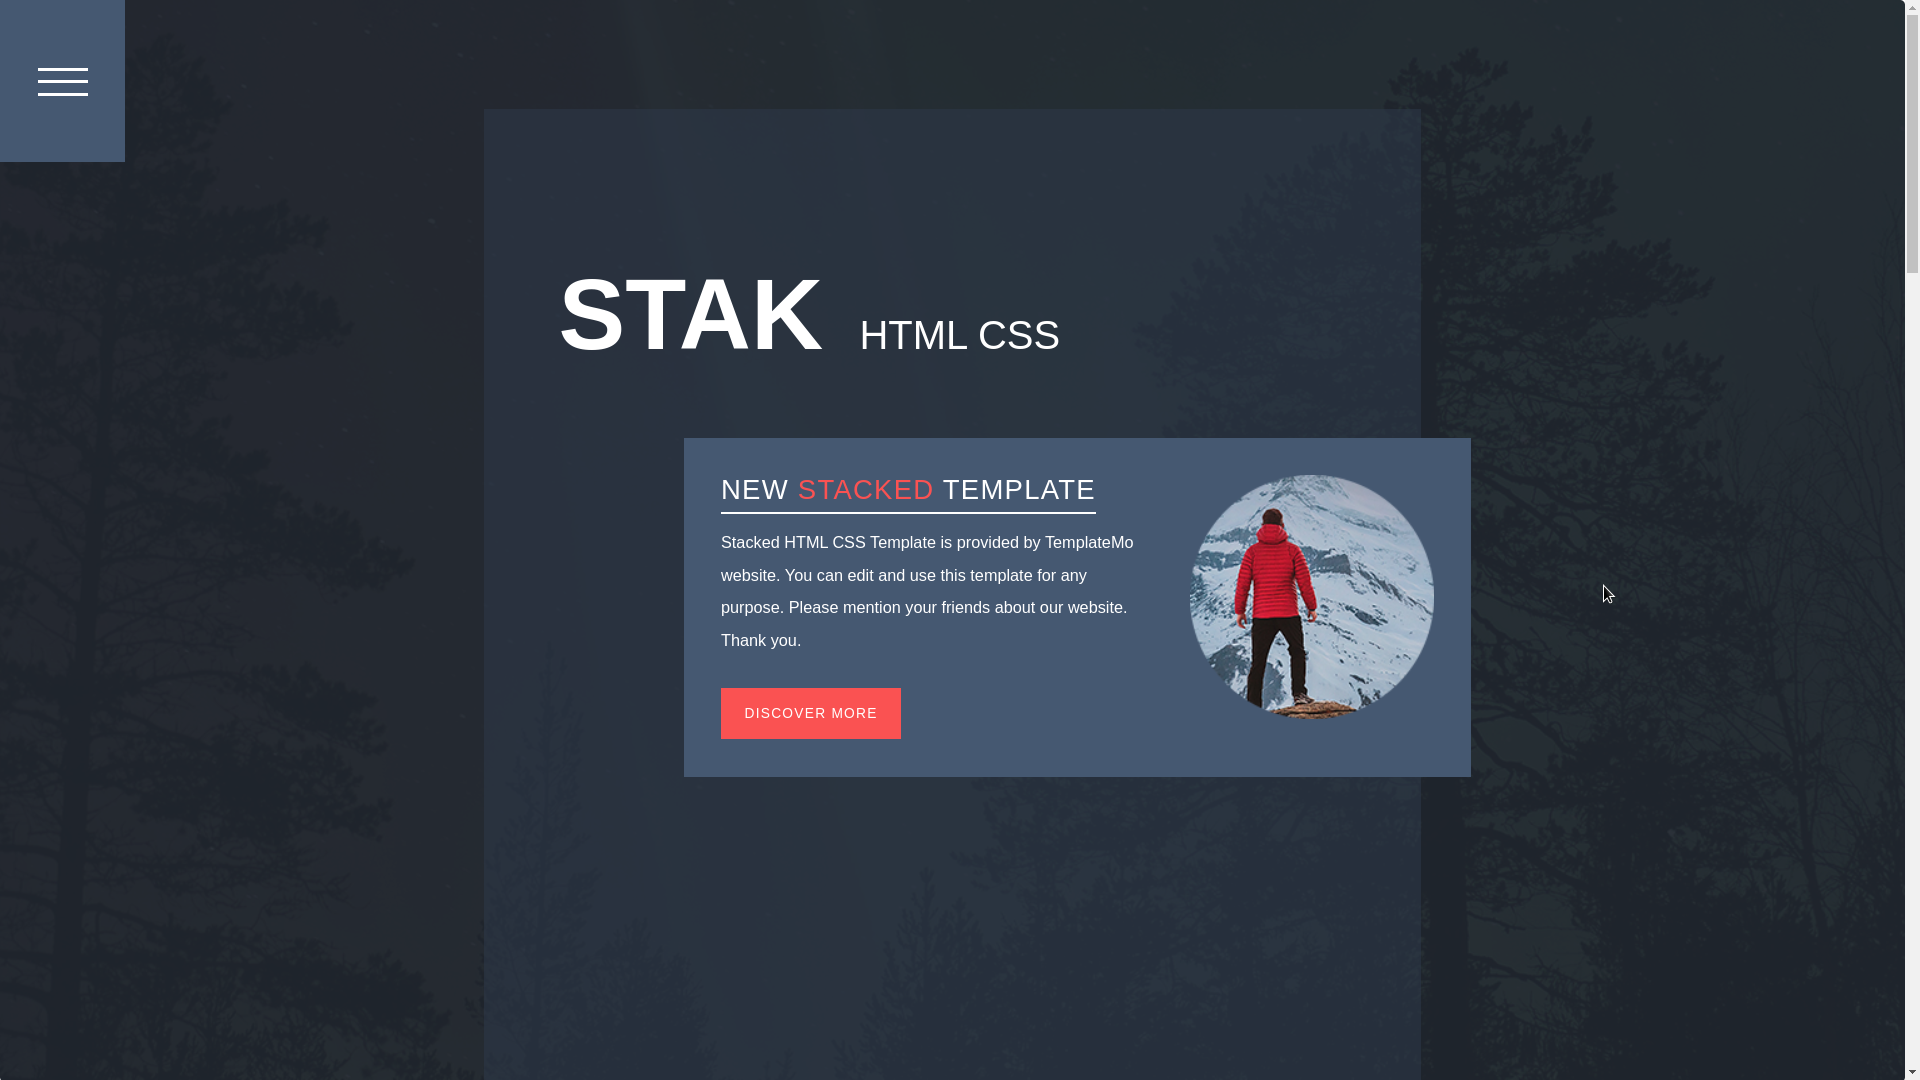 STAK HTML CSS
NEW STACKED TEMPLATE
Stacked HTML CSS Template is provided by TemplateMo
website. You can edit and use this template for any
purpose. Please mention your friends about our website.
Thank you.
DISCOVER MORE